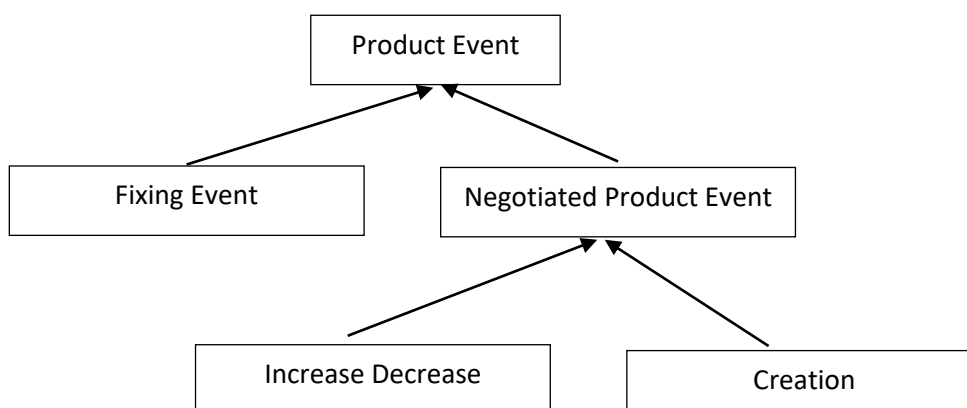 Product Event
Fixing Event
Negotiated Product Event
Increase Decrease
Creation